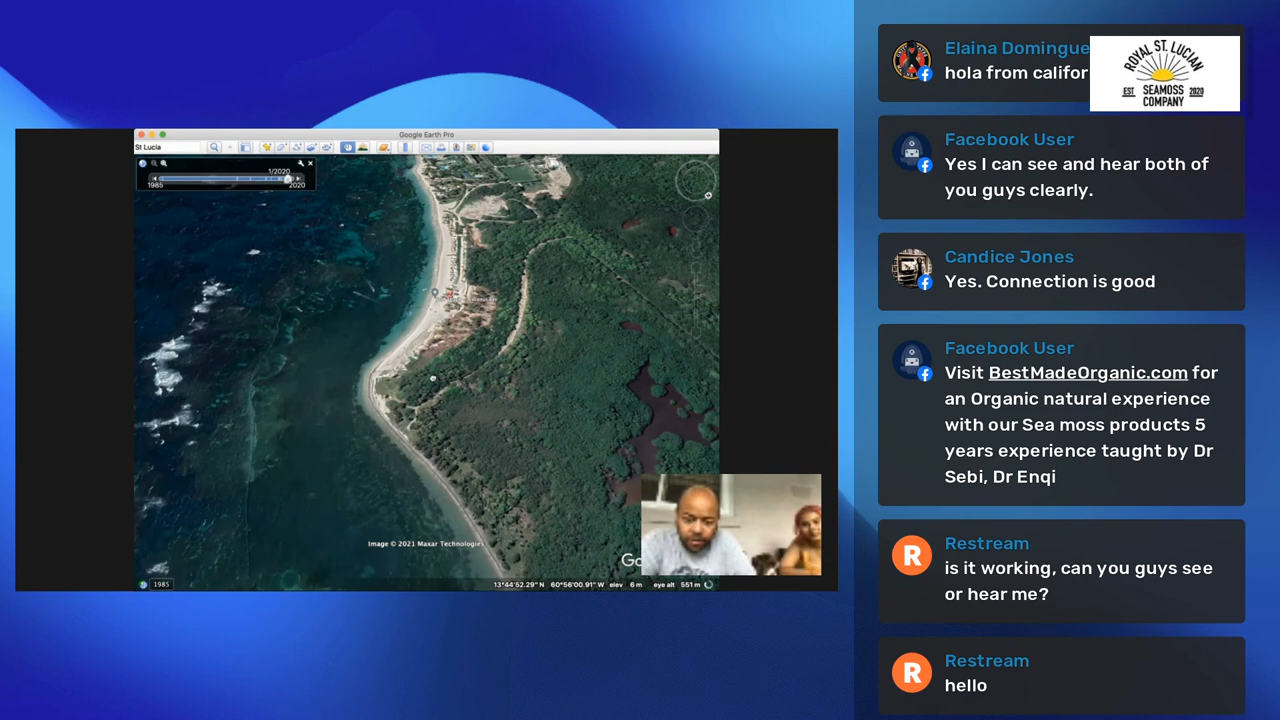 Google Earth Pro
St Lucia
1/2020
1985
2020
Image © 2021 Maxar Technologies
Go
1985
13°44'52.29" N 60°56'00.91" W elev 6 m eye alt 551 m
Elaina Domingue
hola from califor
ROYAL ST. LUCIAN
EST SEAMOSS 2020
COMPANY
Facebook User
Yes I can see and hear both of
you guys clearly.
Candice Jones
Yes. Connection is good
Facebook User
Visit BestMadeOrganic.com for
an Organic natural experience
with our Sea moss products 5
years experience taught by Dr
Sebi, Dr Enqi
R
Restream
is it working, can you guys see
or hear me?
R
Restream
hello